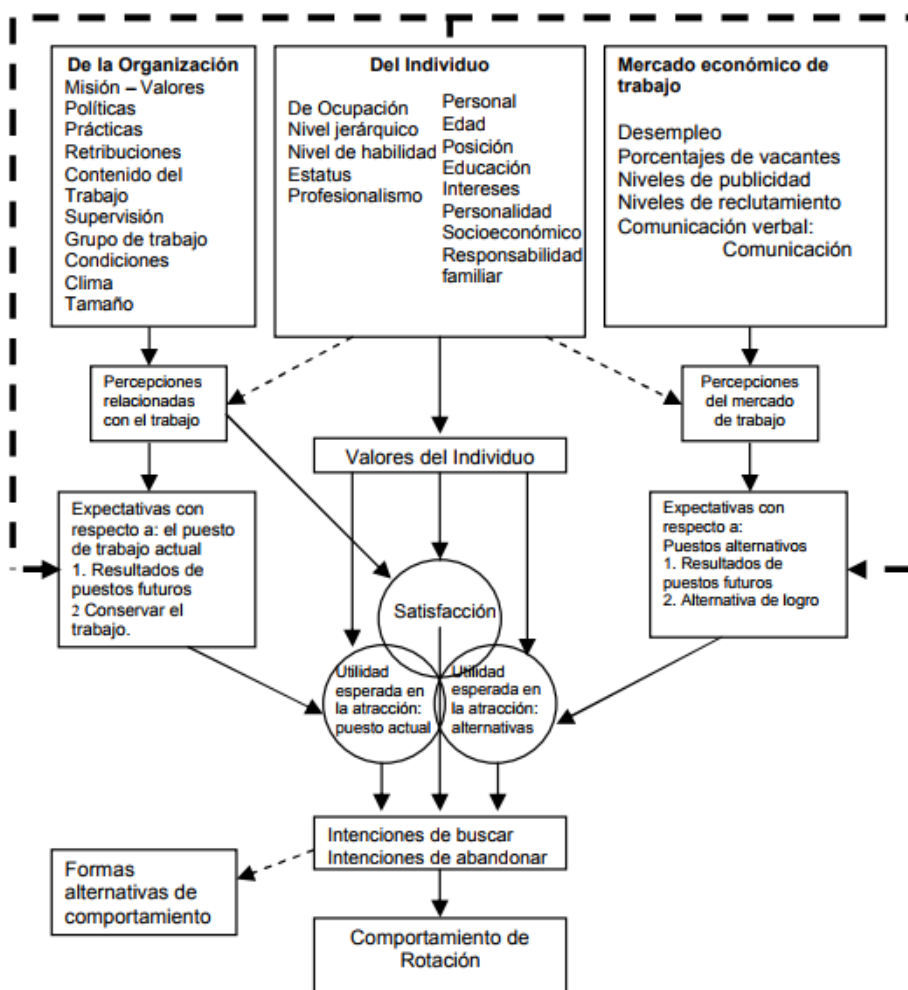 De la Organización
Misión – Valores
Políticas
Prácticas
Retribuciones
Contenido del
Trabajo
Supervisión
Grupo de trabajo
Condiciones
Clima
Tamaño
Del Individuo
De Ocupación
Nivel jerárquico
Nivel de habilidad
Estatus
Profesionalismo
Personal
Edad
Posición
Educación
Intereses
Personalidad
Socioeconómico
Responsabilidad
familiar
Mercado económico de
trabajo
Desempleo
Porcentajes de vacantes
Niveles de publicidad
Niveles de reclutamiento
Comunicación verbal:
Comunicación
Percepciones
relacionadas
con el trabajo
Percepciones
del mercado
de trabajo
Valores del Individuo
Expectativas con
respecto a: el puesto
de trabajo actual
1. Resultados de
puestos futuros
2 Conservar el
trabajo.
Expectativas con
respecto a:
Puestos alternativos
1. Resultados de
puestos futuros
2. Alternativa de logro
Satisfacción
Utilidad
esperada en
la atracción:
puesto actual
Utilidad
esperada en
la atracción:
alternativas
Intenciones de buscar
Intenciones de abandonar
Formas
alternativas de
comportamiento
Comportamiento de
Rotación